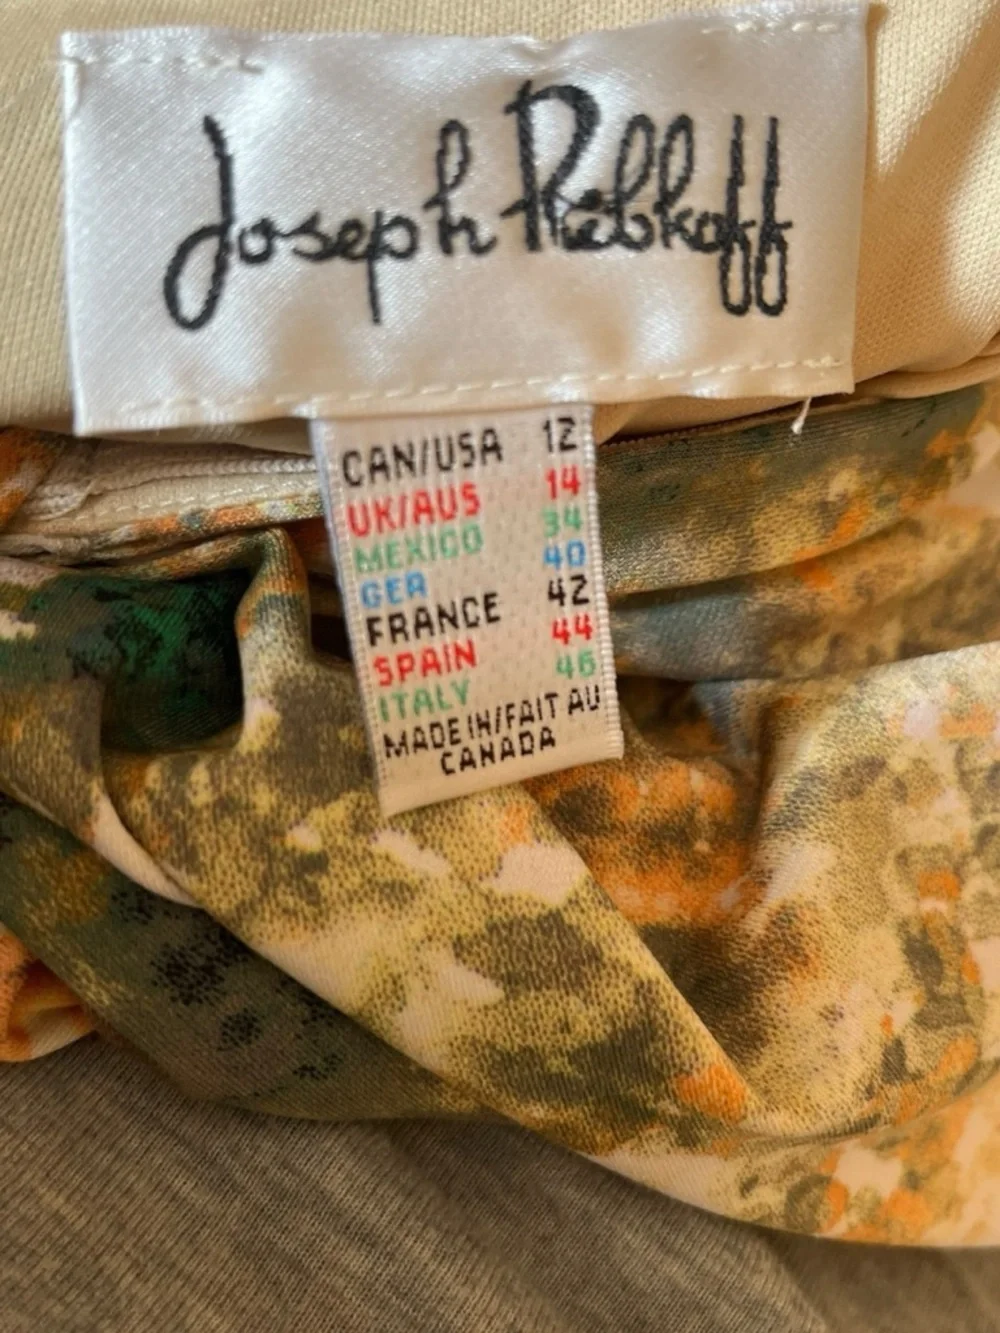 Joseph Ribkoff
CAN/USA 12
UK/AUS 14
MEXICO 34
GER 40
FRANCE 42
SPAIN 44
ITALY 46
MADE IN/FAIT AU
CANADA